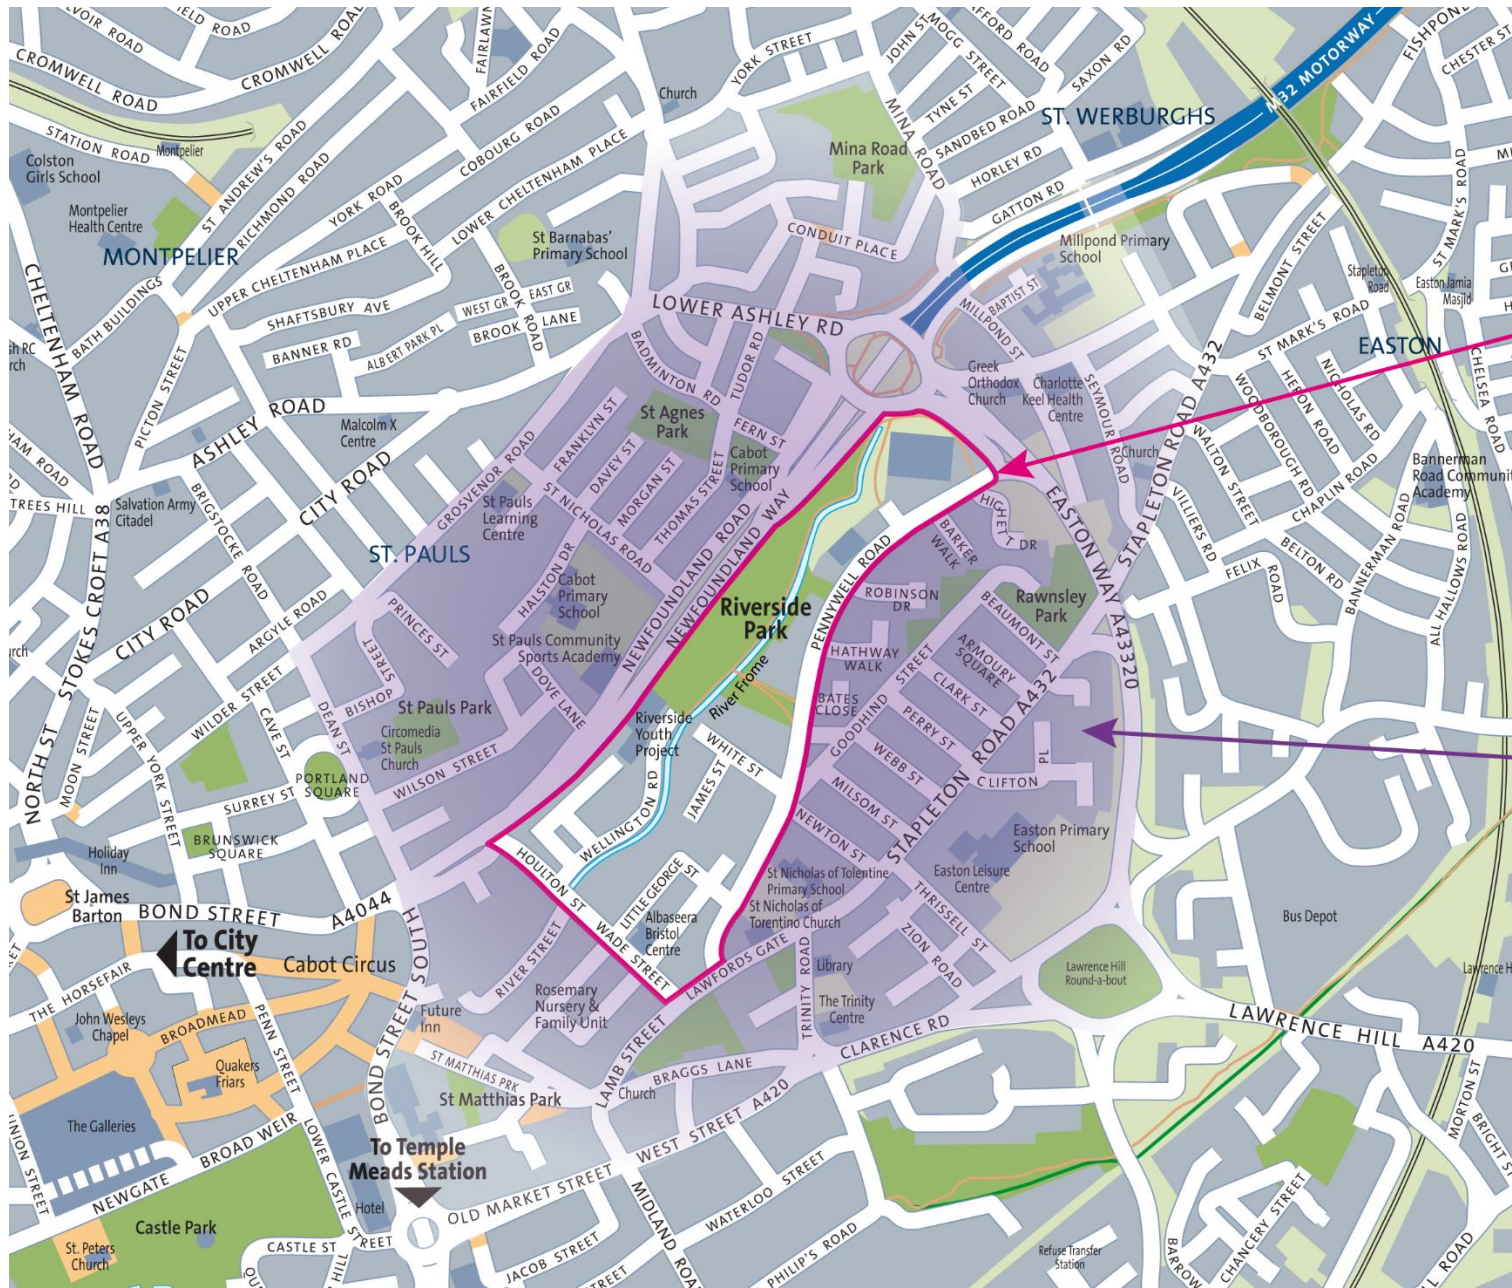 CROMWELL ROAD
CROMWELL ROAD
FAIRFIELD ROAD
YORK STREET
JOHN ST
MOGG STREET
SAXON RD
M32 MOTORWAY
CHESTER ST
STATION ROAD
Montpelier
ST ANDREW'S ROAD
RICHMOND ROAD
COBOURG ROAD
Church
TYNE ST
SANDBED ROAD
ST. WERBURGHS
Colston
Girls School
Montpelier
Health Centre
MONTPELIER
YORK ROAD
BROOK HILL
LOWER CHELTENHAM PLACE
Mina Road
Park
MINA ROAD
HORLEY RD
GATTON RD
ST MARK'S ROAD
UPPER CHELTENHAM PLACE
St Barnabas'
Primary School
CONDUIT PLACE
Millpond Primary
School
BELMONT STREET
Stapleton
Road
Easton Jamia
Masjid
CHELTENHAM ROAD
BATH BUILDINGS
SHAFTSBURY AVE
BANNER RD
ALBERT PARK PL
WEST GR
EAST GR
BROOK ROAD
BROOK LANE
LOWER ASHLEY RD
MILLPOND ST
BAPTIST ST
ST MARK'S ROAD
EASTON
PICTON STREET
ASHLEY ROAD
Malcolm X
Centre
CITY ROAD
BADMINTON RD
TUDOR RD
St Agnes
Park
FERN ST
Cabot
Primary
School
Greek
Orthodox
Church
Charlotte
Keel Health
Centre
SEYMOUR ROAD
Church
STAPLETON ROAD A432
NICHOLAS RD
HERON ROAD
WOODBOROUGH RD
WALTON STREET
CHAPLIN ROAD
CHELSEA ROAD
Bannerman
Road Communit
Academy
TREES HILL
Salvation Army
Citadel
BRIGSTOCKE ROAD
GROSVENOR ROAD
FRANKLYN ST
DAVEY ST
MORGAN ST
THOMAS STREET
ST NICHOLAS ROAD
St Pauls
Learning
Centre
ST. PAULS
NEWFOUNDLAND ROAD
NEWFOUNDLAND WAY
HIGHETT DR
BARKER
WALK
EASTON WAY A43320
VILLIERS RD
BELTON RD
FELIX ROAD
BANNERMAN ROAD
ALL HALLOWS ROAD
STOKES CROFT A38
CITY ROAD
ARGYLE ROAD
PRINCES ST
HALSTON DR
Cabot
Primary
School
St Pauls Community
Sports Academy
Riverside
Park
PENNYWELL ROAD
ROBINSON
DR
Rawnsley
Park
BEAUMONT ST
HATHWAY
WALK
ARMOURY
SQUARE
NORTH ST
MOON STREET
UPPER YORK STREET
WILDER STREET
CAVE ST
DEAN ST
BISHOP STREET
St Pauls Park
Circomedia
St Pauls
Church
DOVE LANE
WILSON STREET
River Frome
Riverside
Youth
Project
BATES
CLOSE
GOODHIND STREET
CLARK ST
PERRY ST
WEBB ST
MILSOM ST
NEWTON ST
STAPLETON ROAD A432
CLIFTON PL
PORTLAND
SQUARE
SURREY ST
BRUNSWICK
SQUARE
WHITE ST
JAMES ST
WELLINGTON RD
Holiday
Inn
St James
Barton
BOND STREET
A4044
HOULTON ST
LITTLE GEORGE ST
Albaseera
Bristol
Centre
WADE STREET
St Nicholas of Tolentine
Primary School
St Nicholas of
Torentino Church
Easton Primary
School
Easton Leisure
Centre
THRISSELL ST
ZION ROAD
Bus Depot
To City
Centre
Cabot Circus
BOND STREET SOUTH
RIVER STREET
Rosemary
Nursery &
Family Unit
LAWFORDS GATE
TRINITY ROAD
Library
The Trinity
Centre
CLARENCE RD
Lawrence Hill
Round-a-bout
Lawrence H
LAWRENCE HILL A420
THE HORSEFAIR
John Wesleys
Chapel
BROADMEAD
PENN STREET
Quakers
Friars
Future
Inn
ST MATTHIAS PRK
St Matthias Park
LAMB STREET
Church
BRAGGS LANE
WEST STREET A420
The Galleries
UNION STREET
NEWGATE
BROAD WEIR
LOWER CASTLE STREET
To Temple
Meads Station
MORTON ST
BRIGHT S
Castle Park
St. Peters
Church
CASTLE ST
Hotel
OLD MARKET STREET
JACOB STREET
MIDLAND ROA
WATERLOO STREET
PHILIP'S ROAD
Refuse Transfer
Station
BARROW
CHANCERY STREET